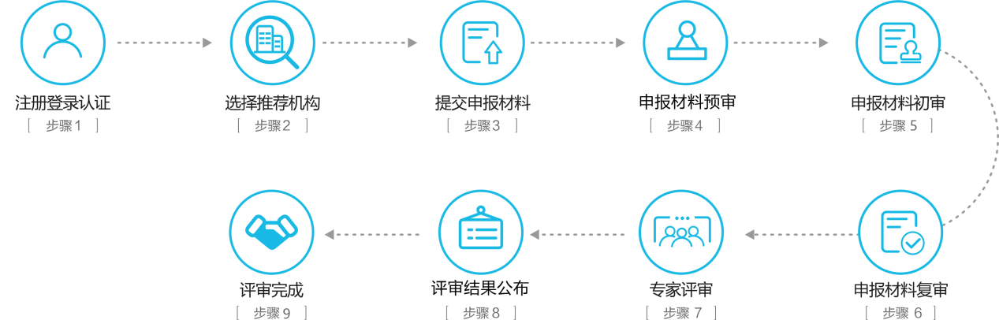 注册登录认证
[ 步骤1 ]
选择推荐机构
[ 步骤2 ]
提交申报材料
[ 步骤3 ]
申报材料预审
[ 步骤4 ]
申报材料初审
[ 步骤 5 ]
申报材料复审
[ 步骤 6 ]
专家评审
[ 步骤 7 ]
评审结果公布
[ 步骤8 ]
评审完成
[ 步骤9 ]